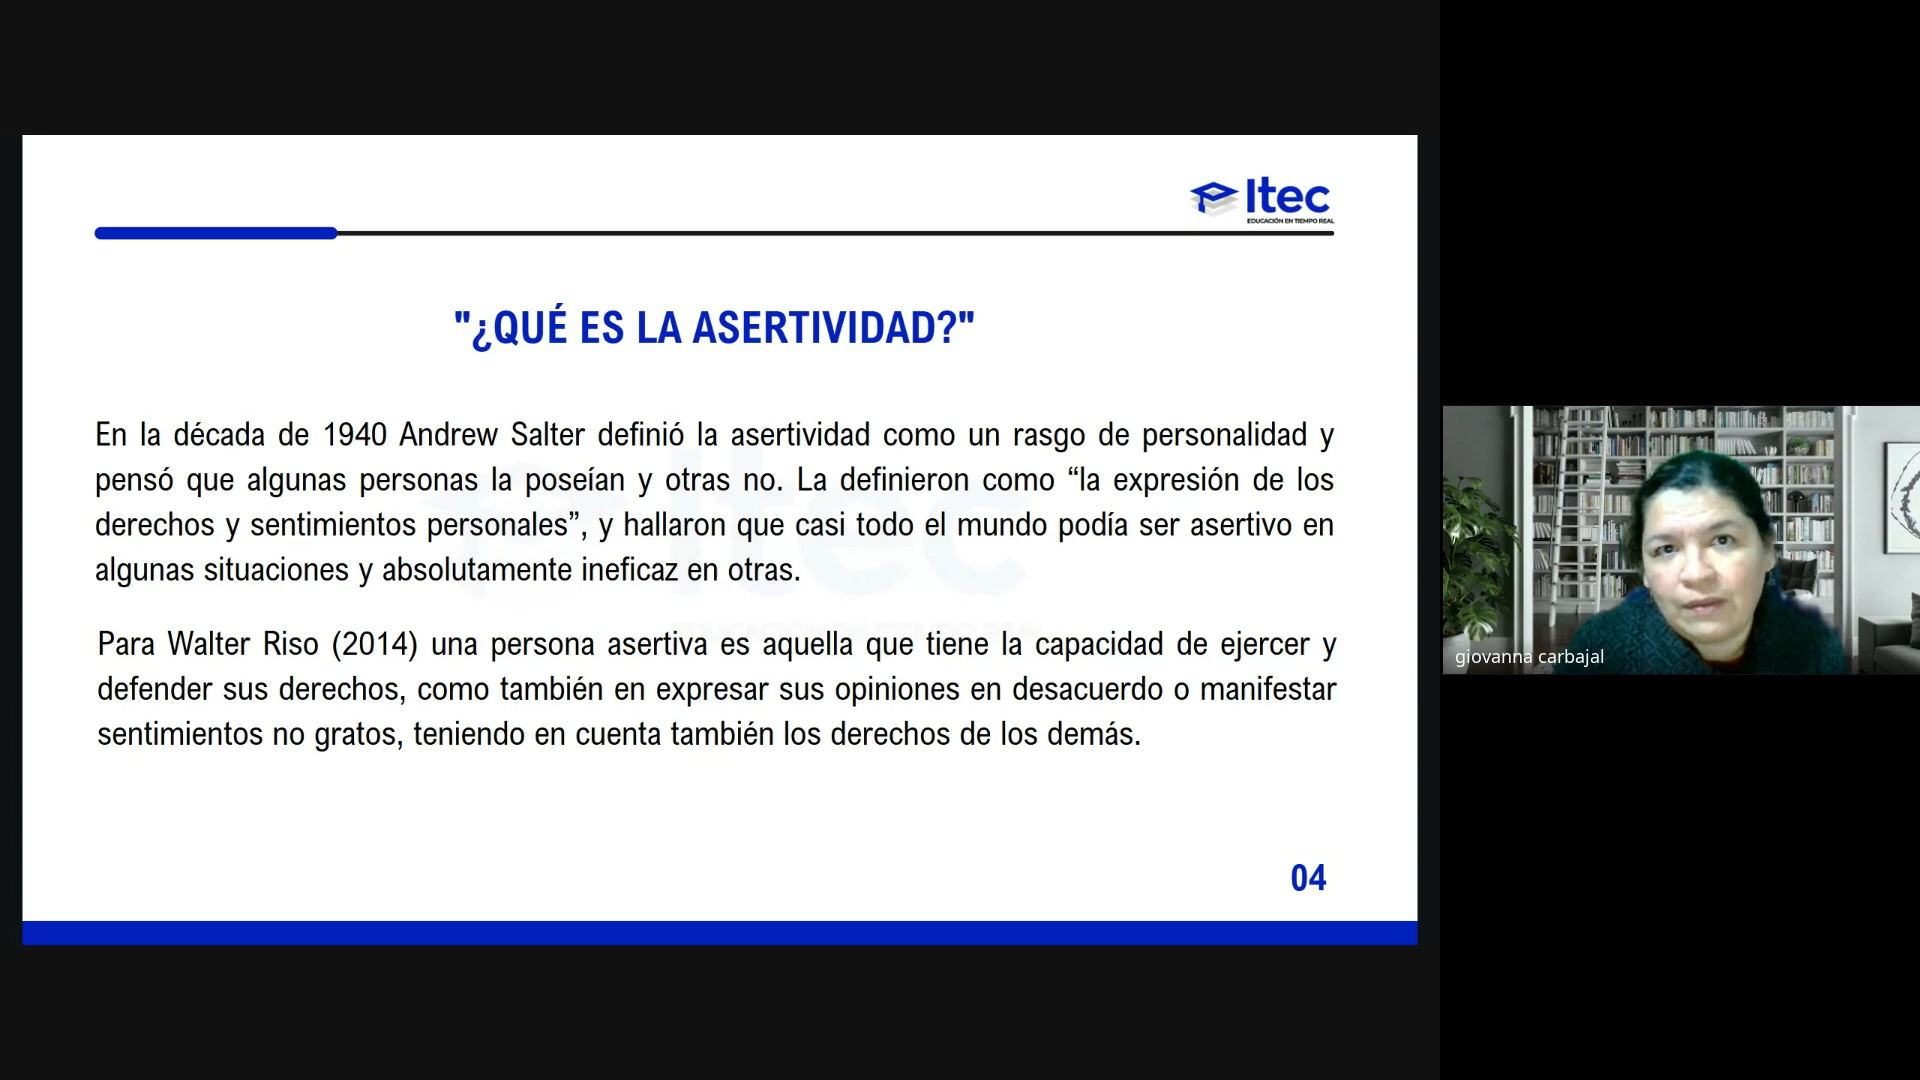 Itec
EDUCACIÓN EN TIEMPO REAL
"¿QUÉ ES LA ASERTIVIDAD?"
En la década de 1940 Andrew Salter definió la asertividad como un rasgo de personalidad y
pensó que algunas personas la poseían y otras no. La definieron como “la expresión de los
derechos y sentimientos personales”, y hallaron que casi todo el mundo podía ser asertivo en
algunas situaciones y absolutamente ineficaz en otras.
Para Walter Riso (2014) una persona asertiva es aquella que tiene la capacidad de ejercer y
defender sus derechos, como también en expresar sus opiniones en desacuerdo o manifestar
sentimientos no gratos, teniendo en cuenta también los derechos de los demás.
04
giovanna carbajal